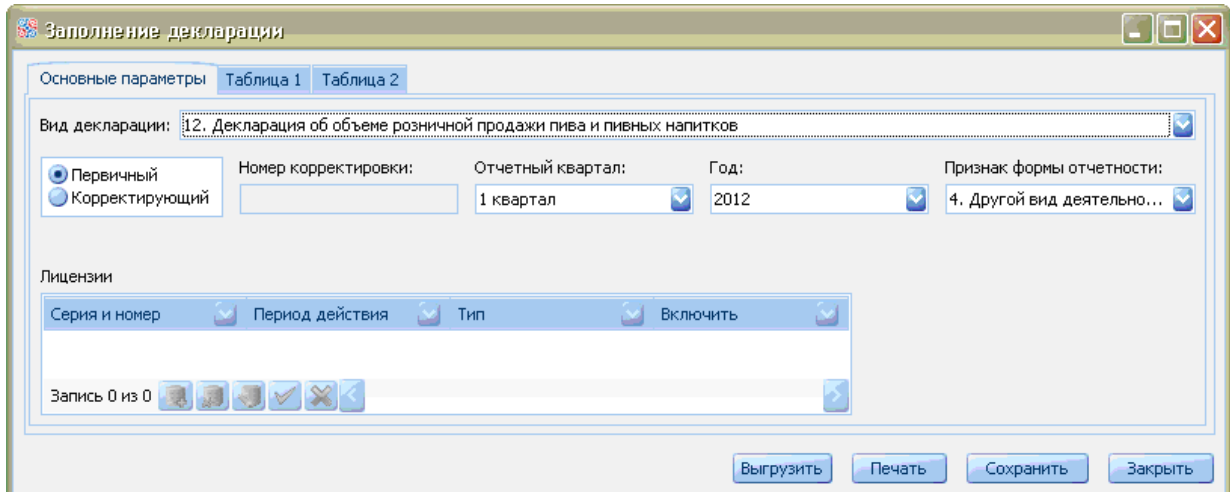 Заполнение декларации
Основные параметры Таблица 1 Таблица 2
Вид декларации: 12. Декларация об объеме розничной продажи пива и пивных напитков
Первичный Номер корректировки: Отчетный квартал: Год: Признак формы отчетности:
Корректирующий 1 квартал 2012 4. Другой вид деятельно...
Лицензии
Серия и номер Период действия Тип Включить
Запись 0 из 0
Выгрузить Печать Сохранить Закрыть